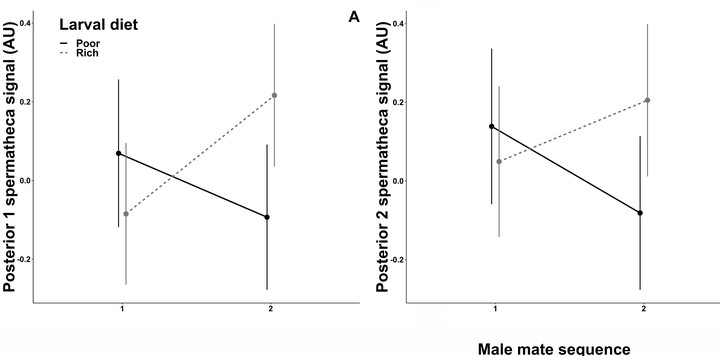 Posterior 1 spermatheca signal (AU)
0.4
0.2
0.0
-0.2
1
2
Larval diet
Poor
Rich
A
Posterior 2 spermatheca signal (AU)
0.4
0.2
0.0
-0.2
1
2
Male mate sequence